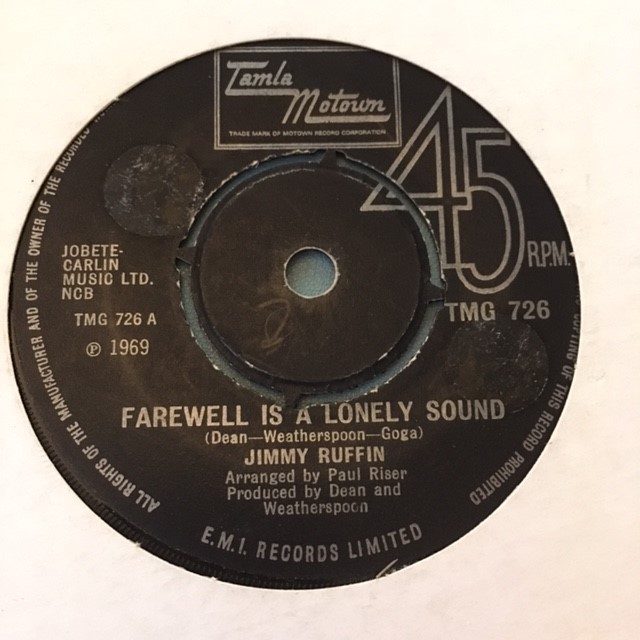 Tamla
Motown
TRADE MARK OF MOTOWN RECORD CORPORATION
45
R.P.M.
JOBETE-
CARLIN
MUSIC LTD.
NCB
TMG 726 A
℗ 1969
TMG 726
FAREWELL IS A LONELY SOUND
(Dean—Weatherspoon—Goga)
JIMMY RUFFIN
Arranged by Paul Riser
Produced by Dean and
Weatherspoon
E.M.I. RECORDS LIMITED
ALL RIGHTS OF THE MANUFACTURER AND OF THE OWNER OF THE RECORDED
COPYING OF THIS RECORD PROHIBITED